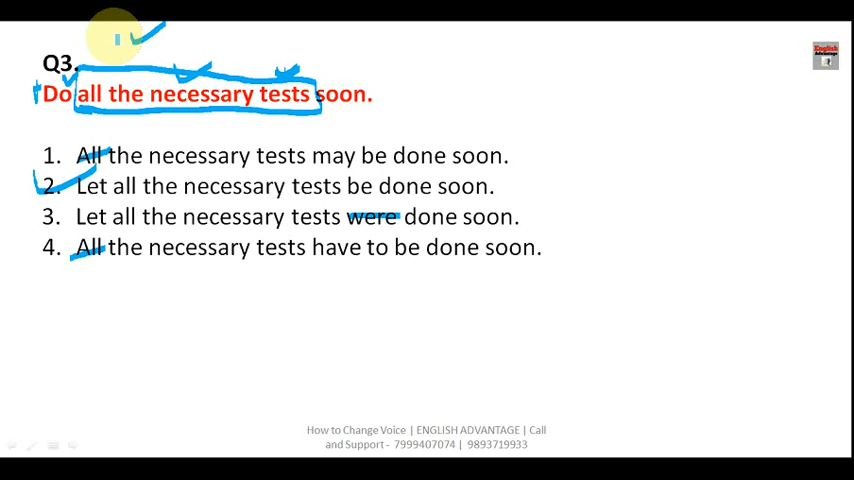 Q3.
Do all the necessary tests soon.
1. All the necessary tests may be done soon.
2. Let all the necessary tests be done soon.
3. Let all the necessary tests were done soon.
4. All the necessary tests have to be done soon.
English
Advantage
How to Change Voice | ENGLISH ADVANTAGE | Call
and Support - 7999407074 | 9893719933